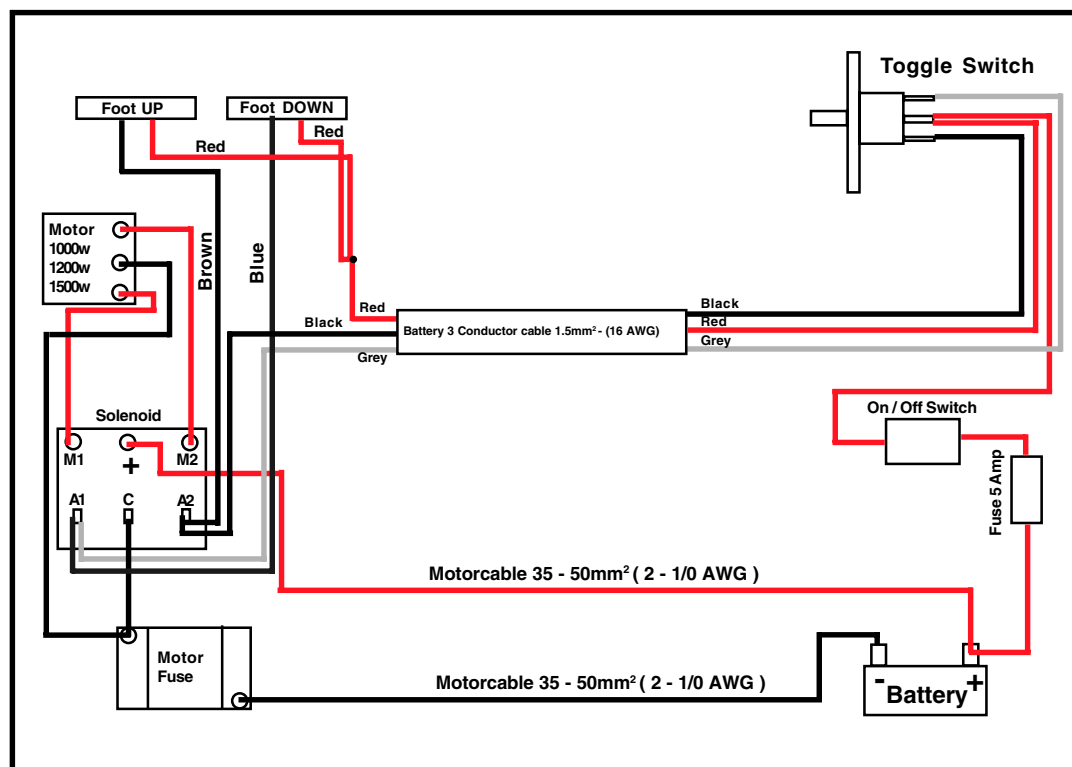 Toggle Switch
Foot UP
Foot DOWN
Red
Red
Motor
1000w
1200w
1500w
Brown
Blue
Red
Black
Grey
Battery 3 Conductor cable 1.5mm² - (16 AWG)
Black
Red
Grey
Solenoid
M1
+
M2
A1
C
A2
On / Off Switch
Fuse 5 Amp
Motorcable 35 - 50mm² ( 2 - 1/0 AWG )
Motor
Fuse
Motorcable 35 - 50mm² ( 2 - 1/0 AWG )
- +
Battery